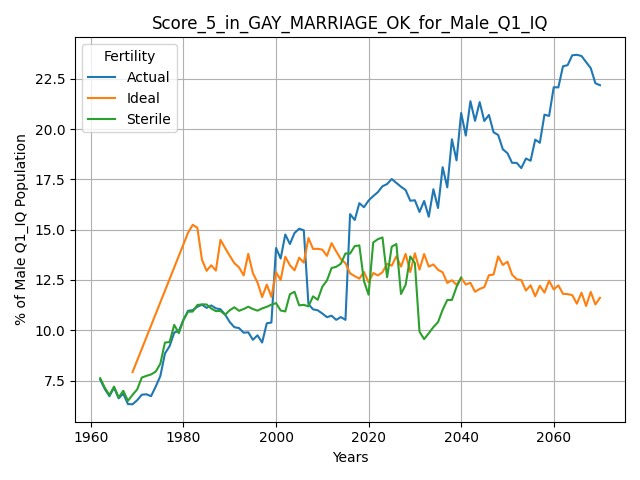 Score_5_in_GAY_MARRIAGE_OK_for_Male_Q1_IQ
Fertility
Actual
Ideal
Sterile
% of Male Q1_IQ Population
22.5
20.0
17.5
15.0
12.5
10.0
7.5
1960 1980 2000 2020 2040 2060
Years